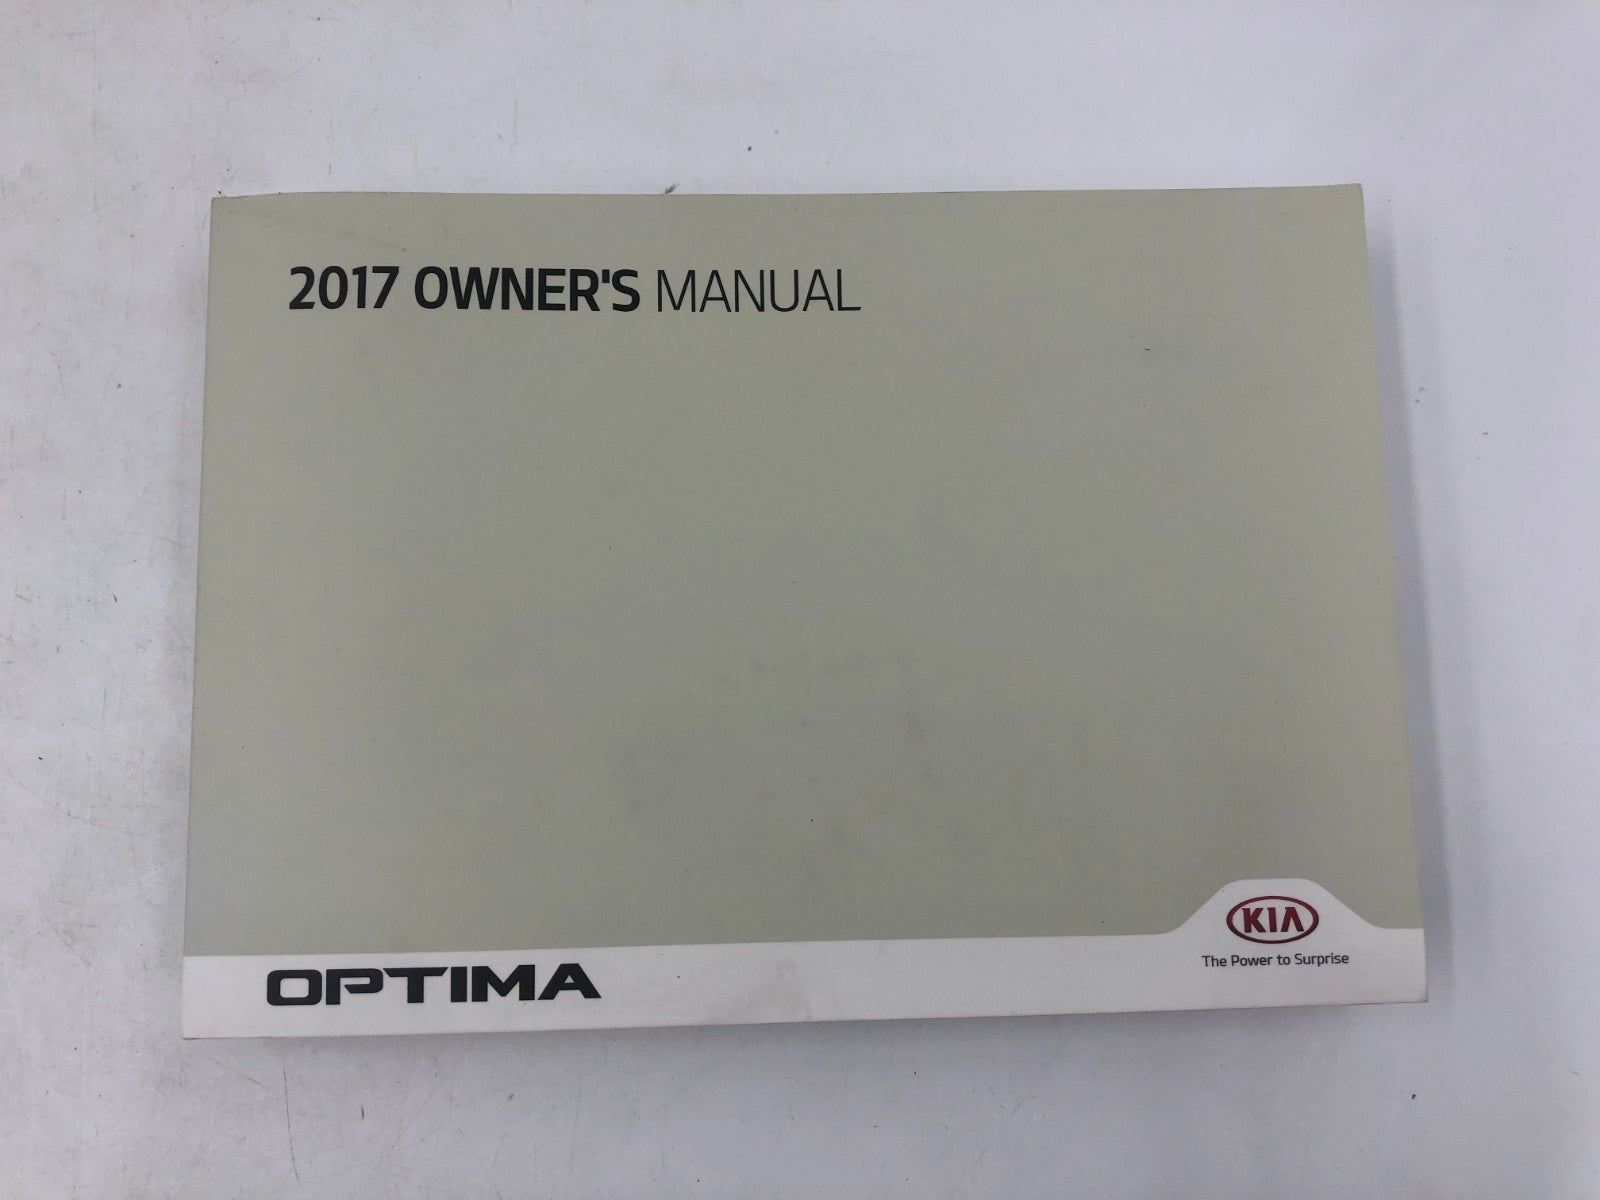 2017 OWNER'S MANUAL
KIA
OPTIMA
The Power to Surprise